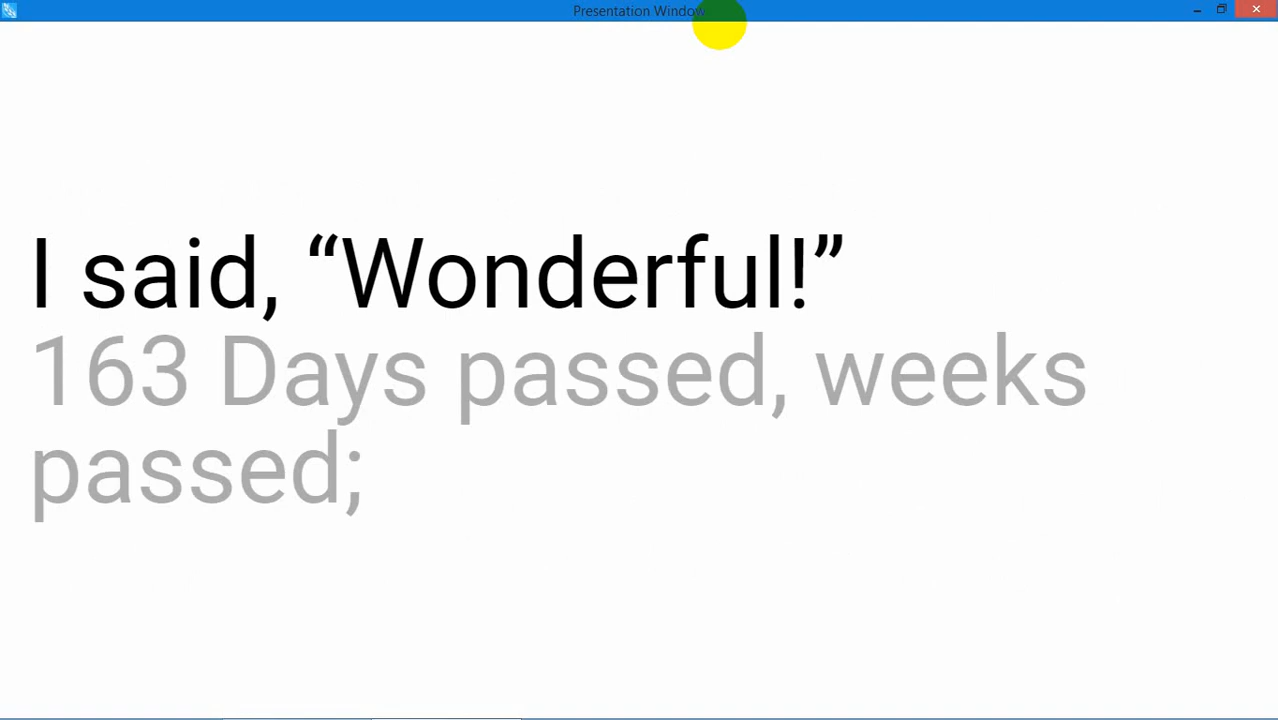 Presentation Window
I said, “Wonderful!”
163 Days passed, weeks
passed;